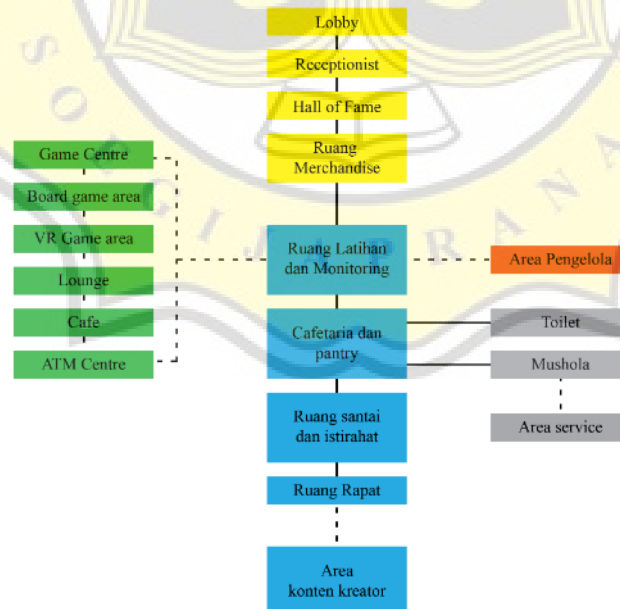 Lobby
Receptionist
Hall of Fame
Ruang
Merchandise
Game Centre
Board game area
VR Game area
Lounge
Cafe
ATM Centre
Ruang Latihan
dan Monitoring
Area Pengelola
Cafetaria dan
pantry
Toilet
Mushola
Area service
Ruang santai
dan istirahat
Ruang Rapat
Area
konten kreator
SOEGIJAPRANA